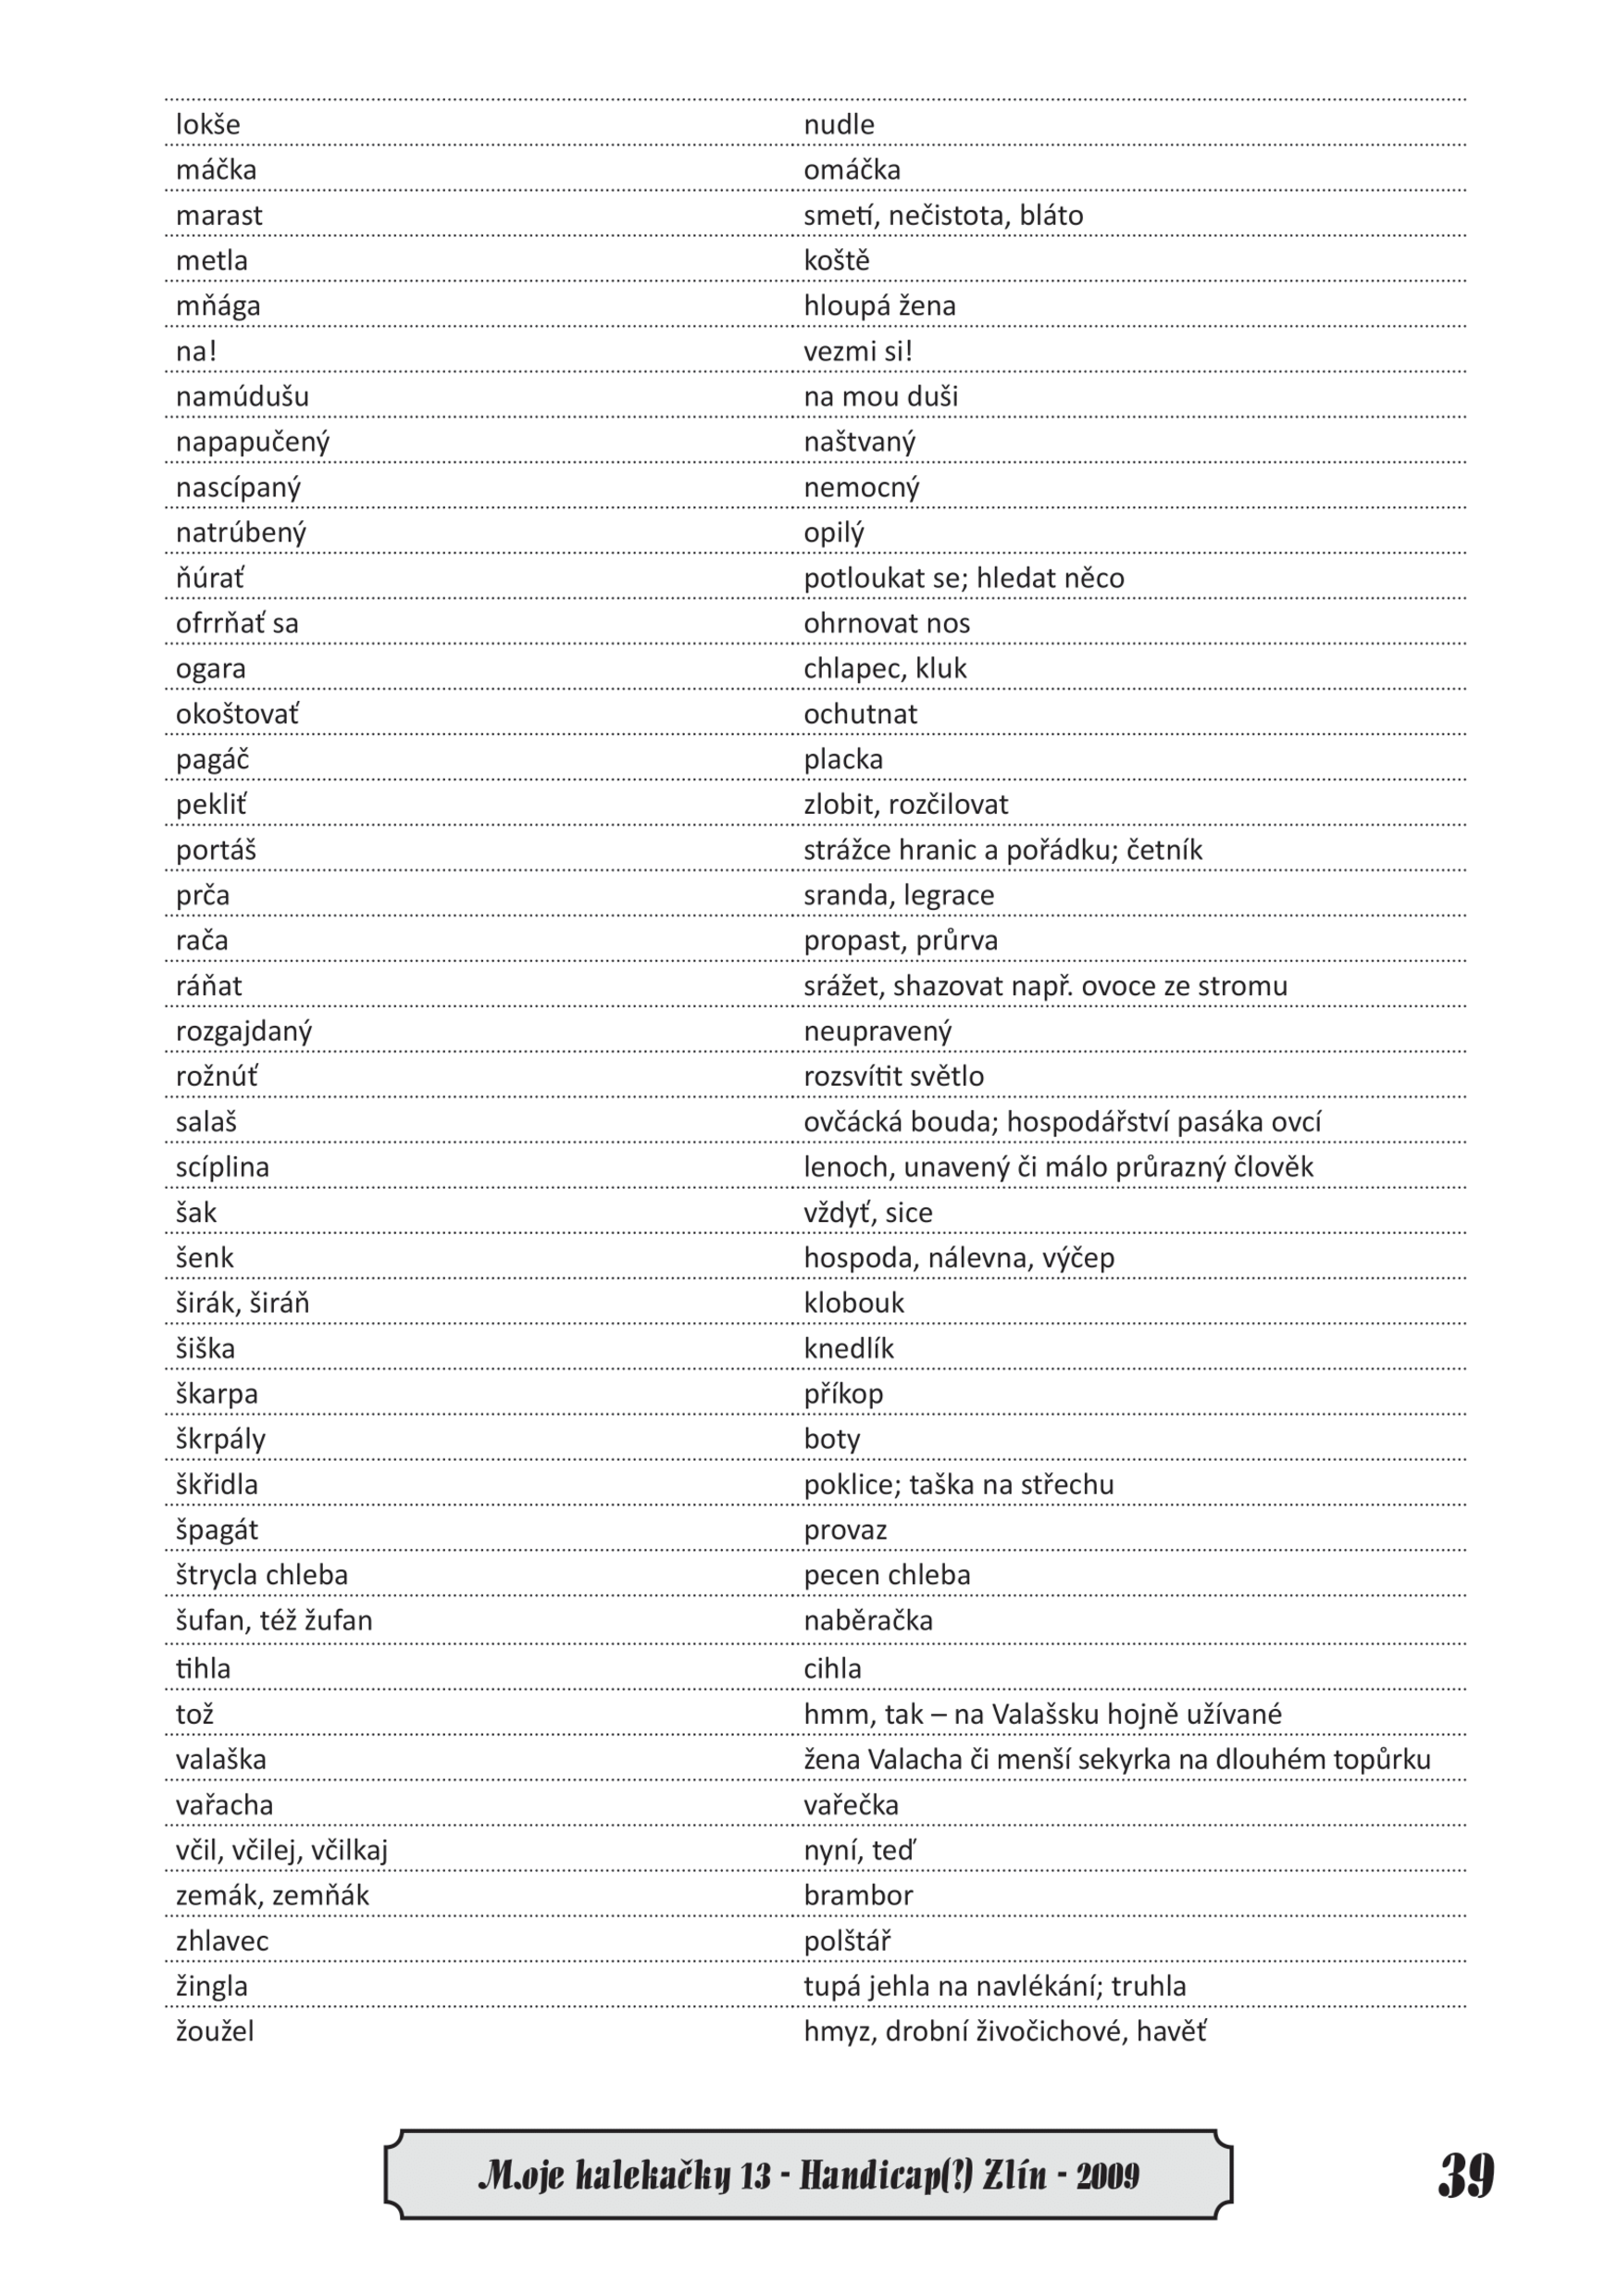 lokše nudle
máčka omáčka
marast smetí, nečistota, bláto
metla koště
mňága hloupá žena
na! vezmi si!
namúdušu na mou duši
napapučený naštvaný
nascípaný nemocný
natrúbený opilý
ňúrať potloukat se; hledat něco
ofrrňať sa ohrnovat nos
ogara chlapec, kluk
okoštovať ochutnat
pagáč placka
pekliť zlobit, rozčilovat
portáš strážce hranic a pořádku; četník
prča sranda, legrace
rača propast, průrva
ráňat srážet, shazovat např. ovoce ze stromu
rozgajdaný neupravený
rožnúť rozsvítit světlo
salaš ovčácká bouda; hospodářství pasáka ovcí
scíplina lenoch, unavený či málo průrazný člověk
šak vždyť, sice
šenk hospoda, nálevna, výčep
širák, širáň klobouk
šiška knedlík
škarpa příkop
škrpály boty
škřidla poklice; taška na střechu
špagát provaz
štrycla chleba pecen chleba
šufan, též žufan naběračka
tihla cihla
tož hmm, tak – na Valašsku hojně užívané
valaška žena Valacha či menší sekyrka na dlouhém topůrku
vařacha vařečka
včil, včilej, včilkaj nyní, teď
zemák, zemňák brambor
zhlavec polštář
žingla tupá jehla na navlékání; truhla
žoužel hmyz, drobní živočichové, havěť
M.oje halekačky 13 - Handicap(?) Zlín - 2009
39